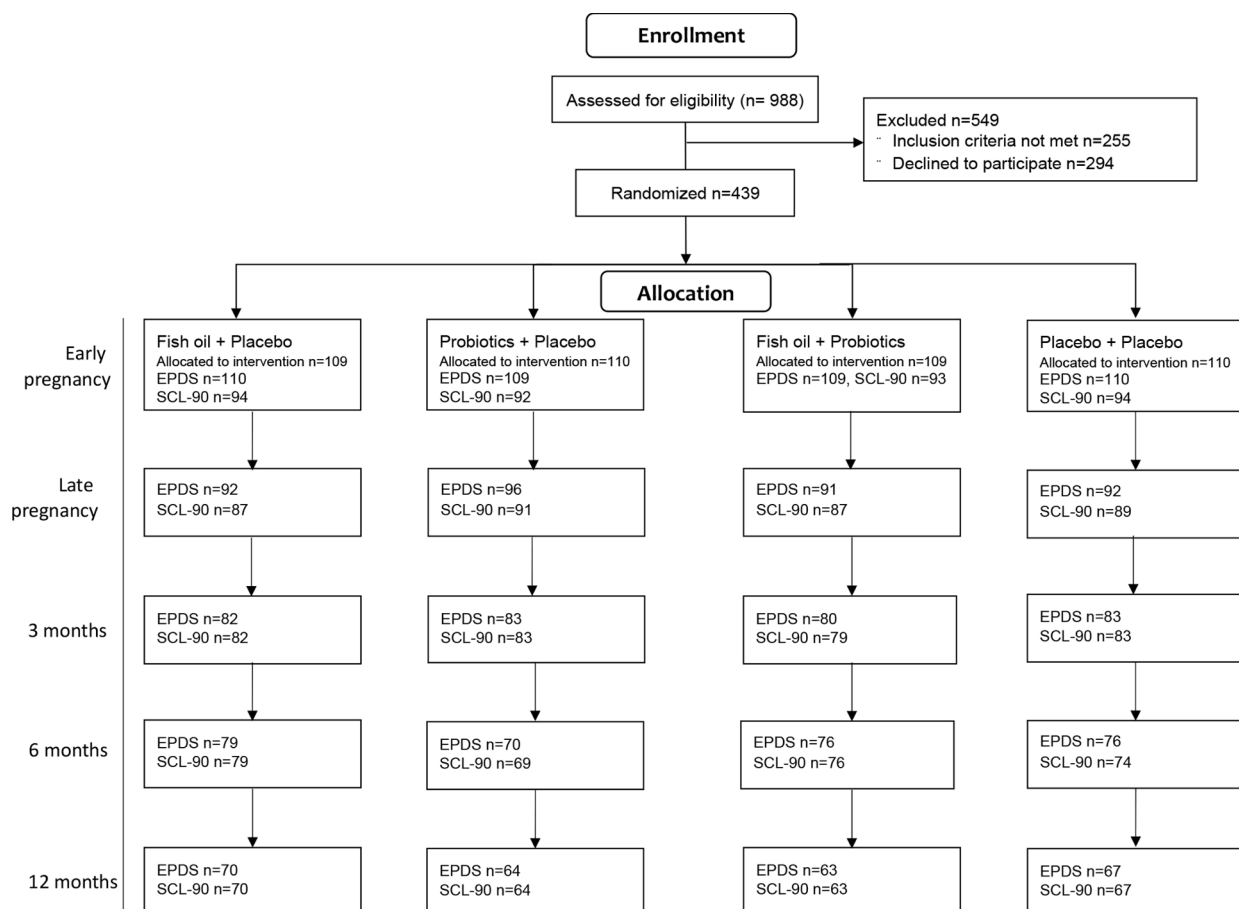 Enrollment
Assessed for eligibility (n= 988)
Excluded n=549
¨ Inclusion criteria not met n=255
¨ Declined to participate n=294
Randomized n=439
Allocation
Early
pregnancy
Fish oil + Placebo
Allocated to intervention n=109
EPDS n=110
SCL-90 n=94
Probiotics + Placebo
Allocated to intervention n=110
EPDS n=109
SCL-90 n=92
Fish oil + Probiotics
Allocated to intervention n=109
EPDS n=109, SCL-90 n=93
Placebo + Placebo
Allocated to intervention n=110
EPDS n=110
SCL-90 n=94
Late
pregnancy
EPDS n=92
SCL-90 n=87
EPDS n=96
SCL-90 n=91
EPDS n=91
SCL-90 n=87
EPDS n=92
SCL-90 n=89
3 months
EPDS n=82
SCL-90 n=82
EPDS n=83
SCL-90 n=83
EPDS n=80
SCL-90 n=79
EPDS n=83
SCL-90 n=83
6 months
EPDS n=79
SCL-90 n=79
EPDS n=70
SCL-90 n=69
EPDS n=76
SCL-90 n=76
EPDS n=76
SCL-90 n=74
12 months
EPDS n=70
SCL-90 n=70
EPDS n=64
SCL-90 n=64
EPDS n=63
SCL-90 n=63
EPDS n=67
SCL-90 n=67